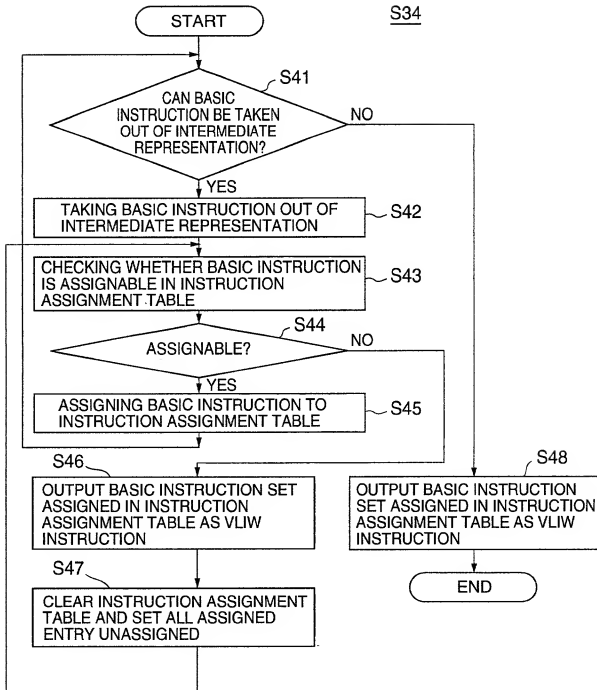 START
S34
S41
CAN BASIC
INSTRUCTION BE TAKEN
OUT OF INTERMEDIATE
REPRESENTATION?
NO
YES
TAKING BASIC INSTRUCTION OUT OF
INTERMEDIATE REPRESENTATION
S42
CHECKING WHETHER BASIC INSTRUCTION
IS ASSIGNABLE IN INSTRUCTION
ASSIGNMENT TABLE
S43
S44
ASSIGNABLE?
NO
YES
ASSIGNING BASIC INSTRUCTION TO
INSTRUCTION ASSIGNMENT TABLE
S45
S46
OUTPUT BASIC INSTRUCTION SET
ASSIGNED IN INSTRUCTION
ASSIGNMENT TABLE AS VLIW
INSTRUCTION
S48
OUTPUT BASIC INSTRUCTION
SET ASSIGNED IN INSTRUCTION
ASSIGNMENT TABLE AS VLIW
INSTRUCTION
S47
CLEAR INSTRUCTION ASSIGNMENT
TABLE AND SET ALL ASSIGNED
ENTRY UNASSIGNED
END